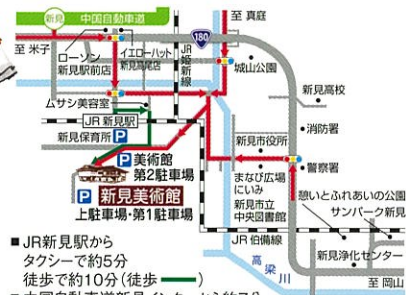 新見
中国自動車道
至 真庭
至 米子
ローソン
新見駅前店
イエローハット
新見高尾店
JR姫新線
180
城山公園
新見高校
ムサシ美容室
JR 新見駅
消防署
新見保育所
P
新見市役所
P 美術館
第2駐車場
まなび広場
にいみ
警察署
P 新見美術館
上駐車場・第1駐車場
新見市立
中央図書館
憩いとふれあいの公園
サンパーク新見
JR 伯備線
新見浄化センター
高梁川
至 岡山
■ JR新見駅から
タクシーで約5分
徒歩で約10分(徒歩 ━━)